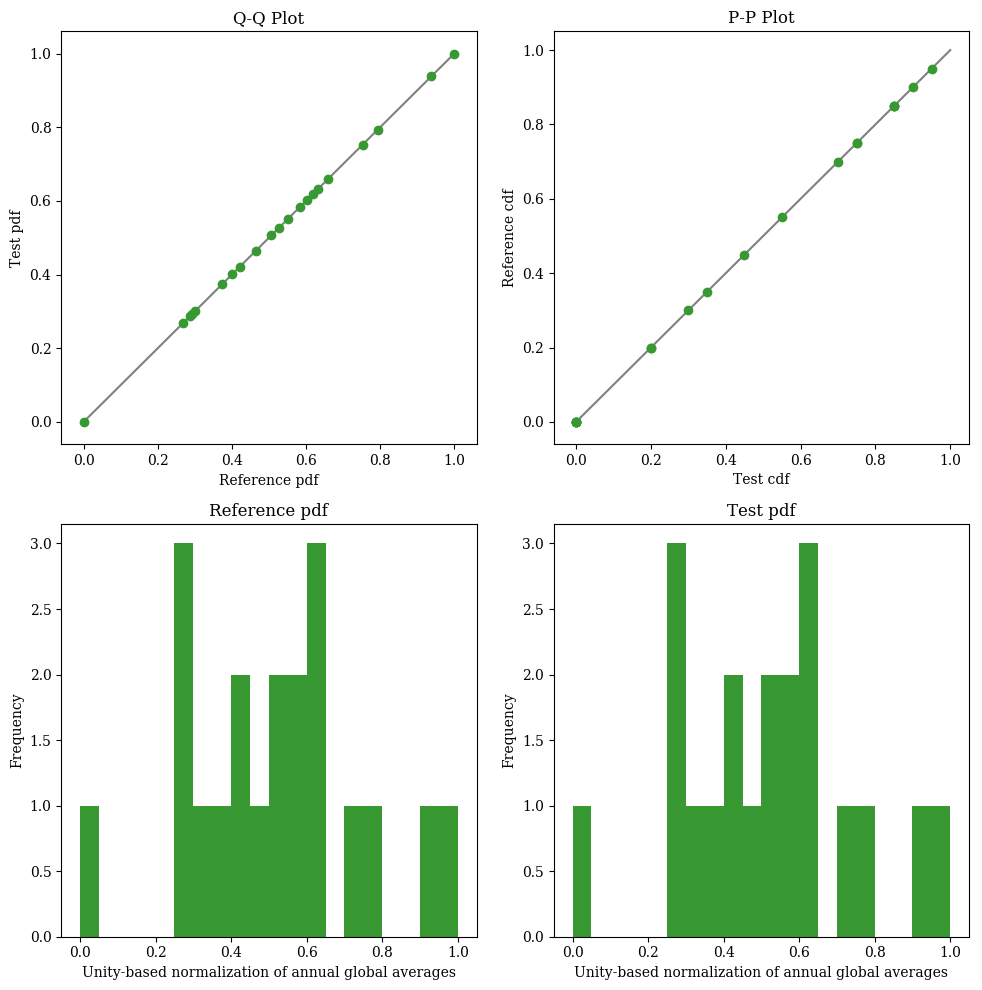 Q-Q Plot
1.0
0.8
0.6
0.4
0.2
0.0
Test pdf
0.0 0.2 0.4 0.6 0.8 1.0
Reference pdf
P-P Plot
1.0
0.8
0.6
0.4
0.2
0.0
Reference cdf
0.0 0.2 0.4 0.6 0.8 1.0
Test cdf
Reference pdf
3.0
2.5
2.0
1.5
1.0
0.5
0.0
Frequency
0.0 0.2 0.4 0.6 0.8 1.0
Unity-based normalization of annual global averages
Test pdf
3.0
2.5
2.0
1.5
1.0
0.5
0.0
Frequency
0.0 0.2 0.4 0.6 0.8 1.0
Unity-based normalization of annual global averages